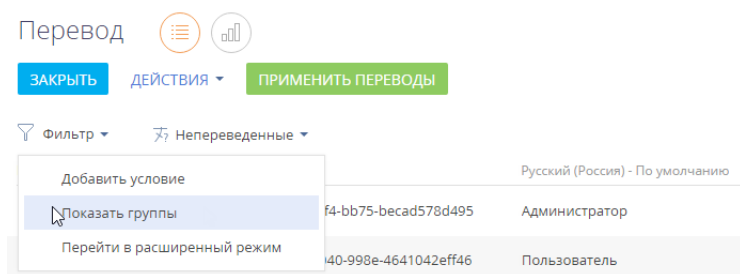 Перевод
ЗАКРЫТЬ ДЕЙСТВИЯ ПРИМЕНИТЬ ПЕРЕВОДЫ
Фильтр Непереведенные
Добавить условие
Русский (Россия) - По умолчанию
Показать группы
f4-bb75-becad578d495 Администратор
Перейти в расширенный режим
040-998e-4641042eff46 Пользователь